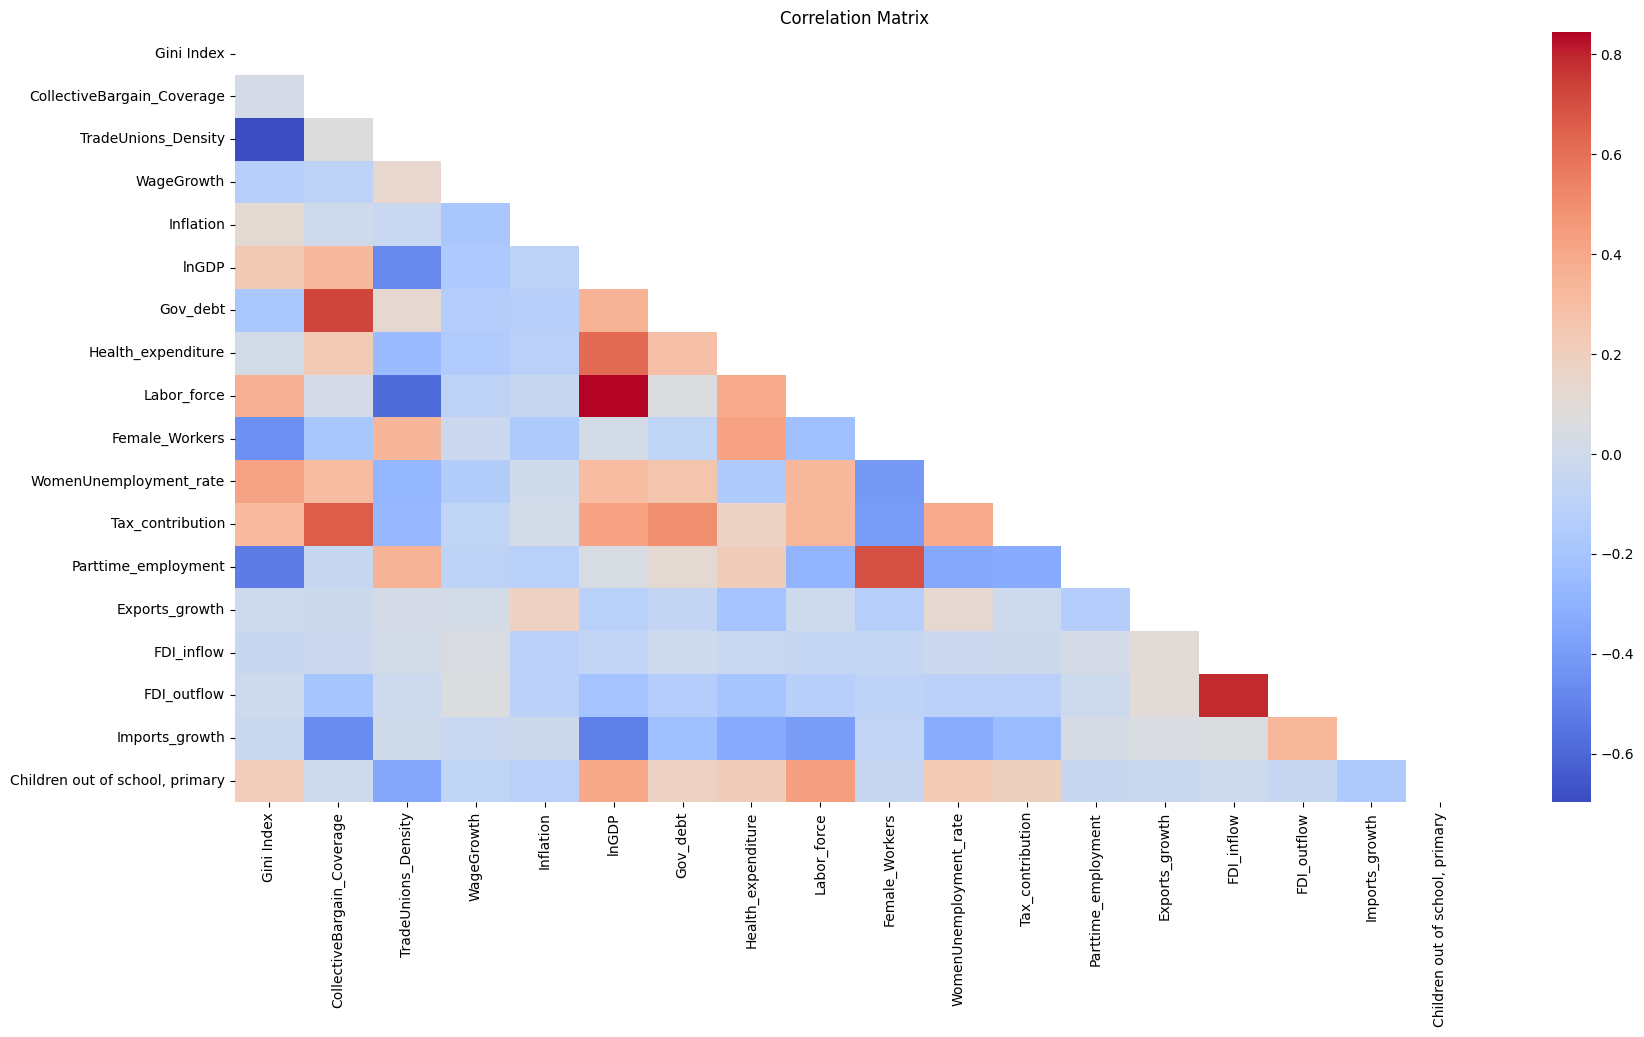 Correlation Matrix
Gini Index
CollectiveBargain_Coverage
TradeUnions_Density
WageGrowth
Inflation
lnGDP
Gov_debt
Health_expenditure
Labor_force
Female_Workers
WomenUnemployment_rate
Tax_contribution
Parttime_employment
Exports_growth
FDI_inflow
FDI_outflow
Imports_growth
Children out of school, primary
Gini Index
CollectiveBargain_Coverage
TradeUnions_Density
WageGrowth
Inflation
lnGDP
Gov_debt
Health_expenditure
Labor_force
Female_Workers
WomenUnemployment_rate
Tax_contribution
Parttime_employment
Exports_growth
FDI_inflow
FDI_outflow
Imports_growth
Children out of school, primary
0.8
0.6
0.4
0.2
0.0
−0.2
−0.4
−0.6